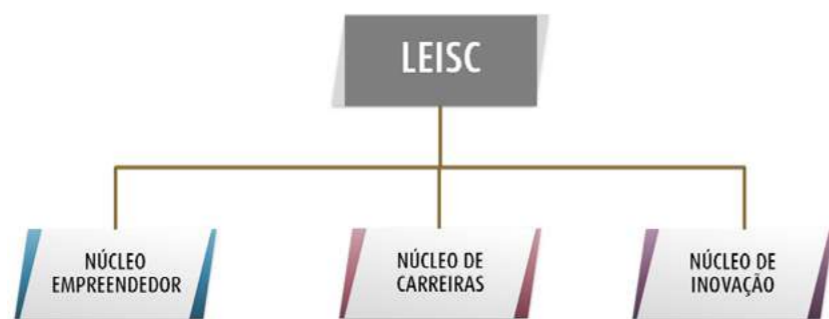 LEISC
NÚCLEO
EMPREENDEDOR
NÚCLEO DE
CARREIRAS
NÚCLEO DE
INOVAÇÃO